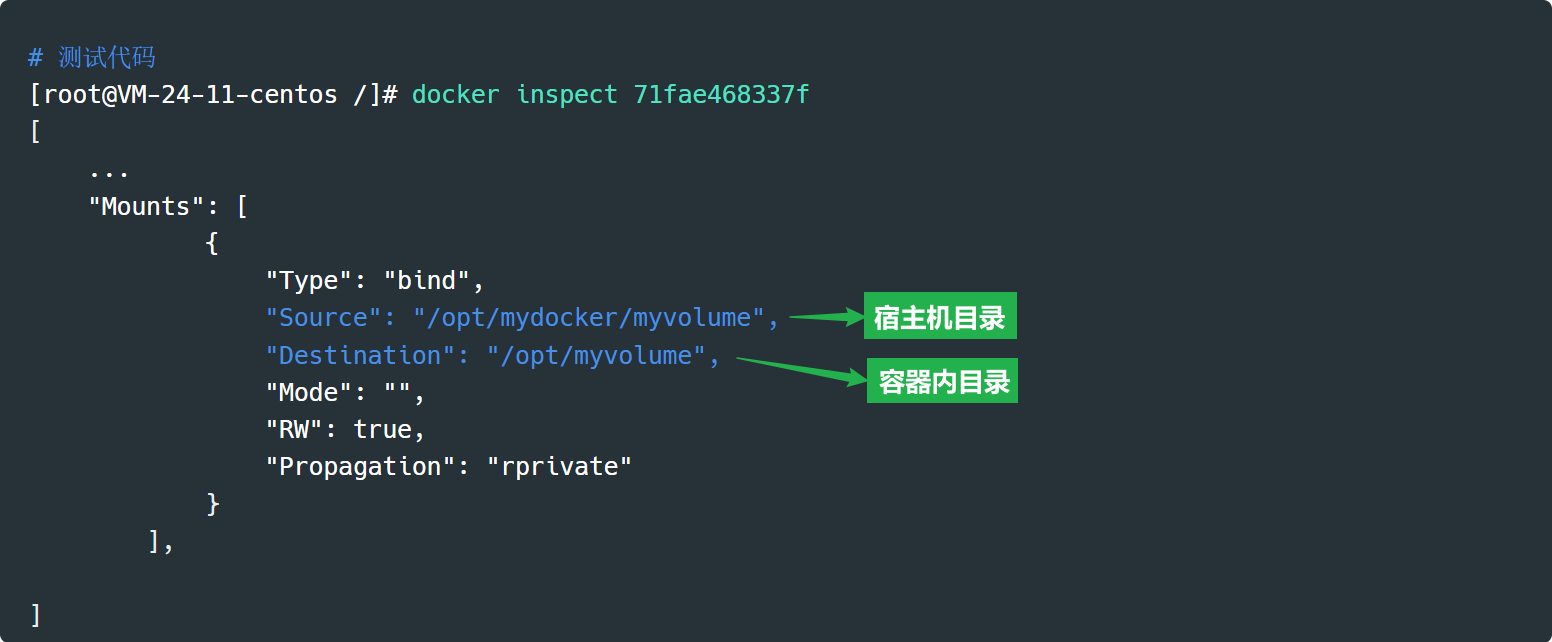 # 测试代码
[root@VM-24-11-centos /]# docker inspect 71fae468337f
[
...
"Mounts": [
{
"Type": "bind",
"Source": "/opt/mydocker/myvolume", 宿主机目录
"Destination": "/opt/myvolume", 容器内目录
"Mode": "",
"RW": true,
"Propagation": "rprivate"
}
],
]